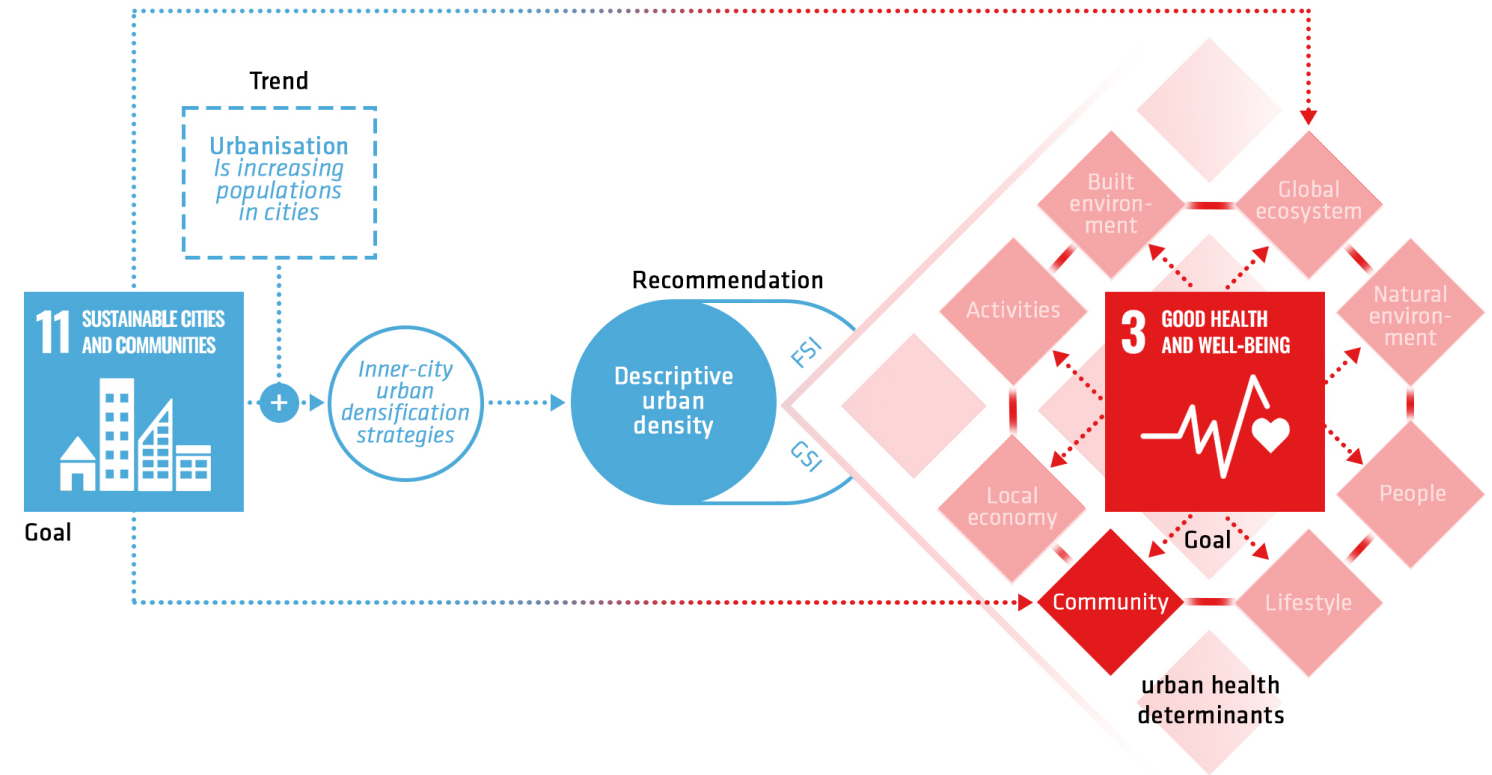 Trend
Urbanisation
Is increasing
populations
in cities
11 SUSTAINABLE CITIES
AND COMMUNITIES
Goal
+
Inner-city
urban
densification
strategies
Recommendation
Descriptive
urban
density
FSI
GSI
Built
environ-
ment
Global
ecosystem
Activities
Natural
environ-
ment
3 GOOD HEALTH
AND WELL-BEING
Goal
Local
economy
People
Community
Lifestyle
urban health
determinants